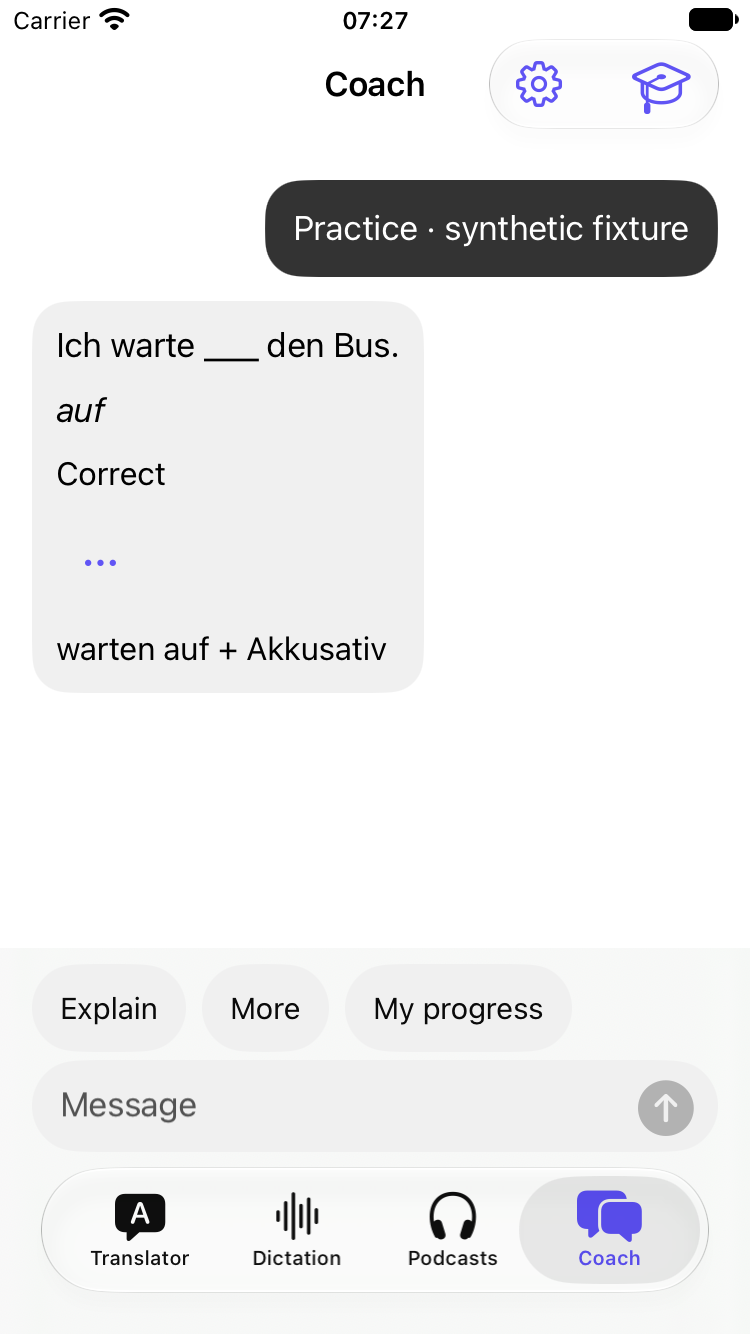 Carrier 07:27
Coach
Practice · synthetic fixture
Ich warte ___ den Bus.
auf
Correct
...
warten auf + Akkusativ
Explain More My progress
Message
A
Translator Dictation Podcasts Coach